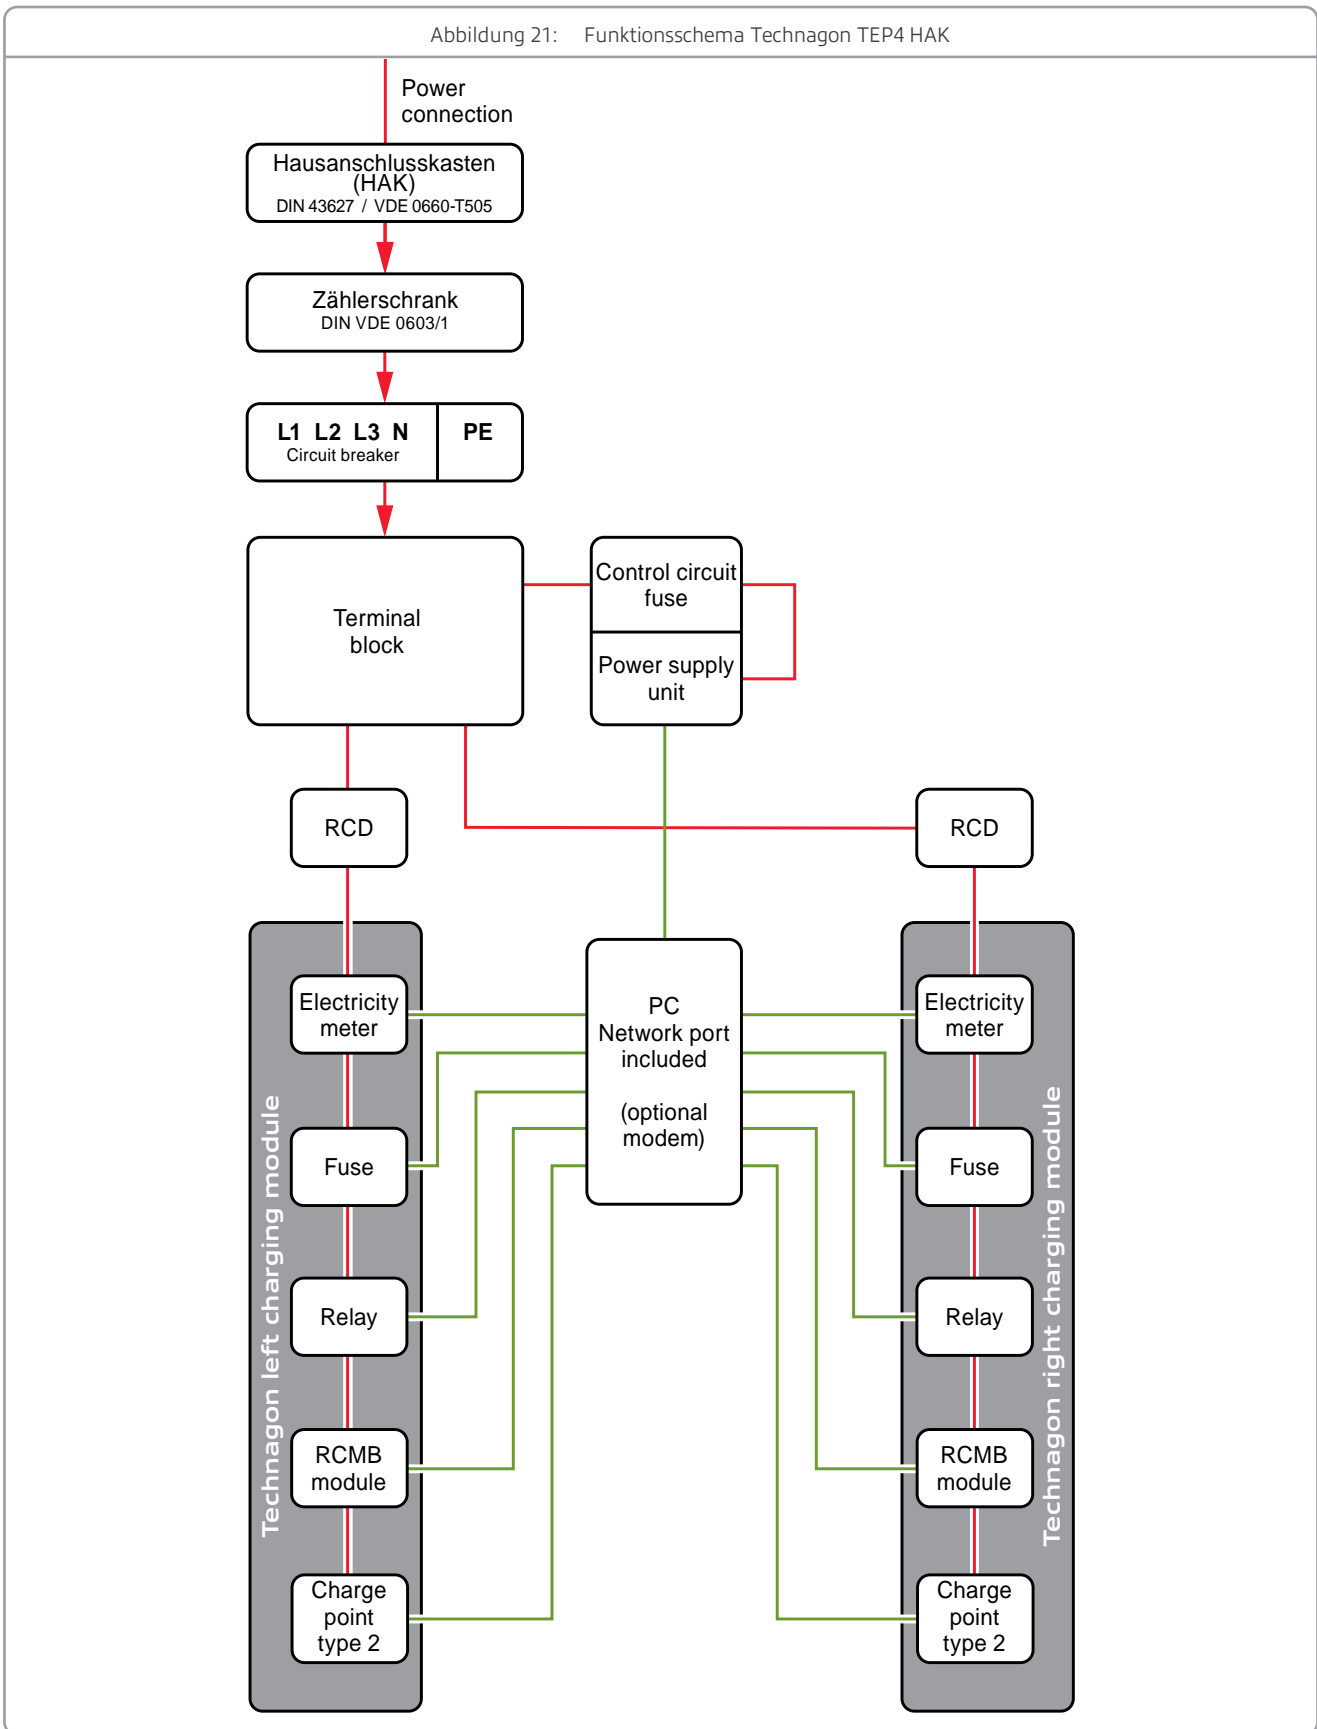 Abbildung 21: Funktionsschema Technagon TEP4 HAK
Power
connection
Hausanschlusskasten
(HAK)
DIN 43627 / VDE 0660-T505
Zählerschrank
DIN VDE 0603/1
L1 L2 L3 N
Circuit breaker
PE
Terminal
block
Control circuit
fuse
Power supply
unit
RCD
RCD
Technagon left charging module
Electricity
meter
Fuse
Relay
RCMB
module
Charge
point
type 2
PC
Network port
included
(optional
modem)
Electricity
meter
Fuse
Relay
RCMB
module
Charge
point
type 2
Technagon right charging module